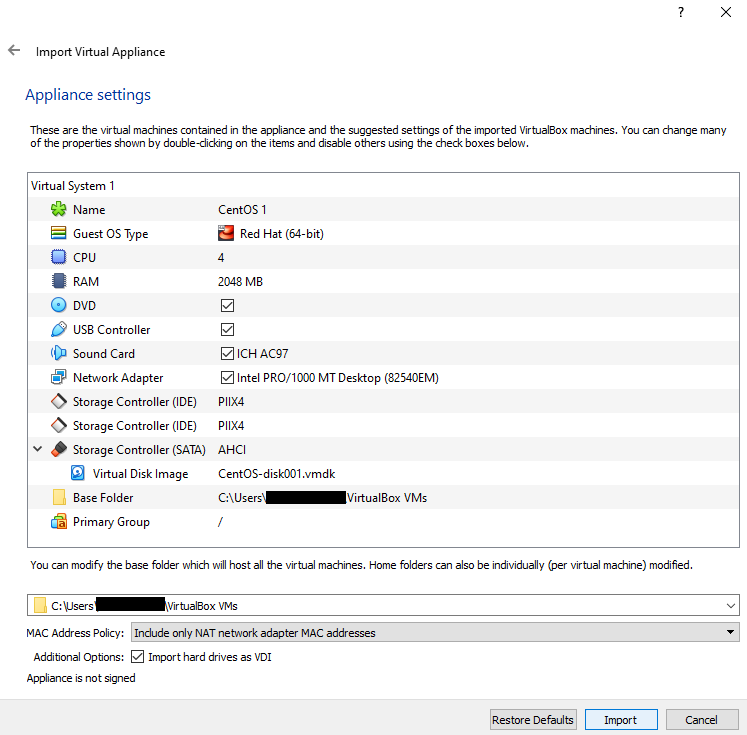 ?
Import Virtual Appliance
Appliance settings
These are the virtual machines contained in the appliance and the suggested settings of the imported VirtualBox machines. You can change many
of the properties shown by double-clicking on the items and disable others using the check boxes below.
Virtual System 1
Name CentOS 1
Guest OS Type Red Hat (64-bit)
CPU 4
RAM 2048 MB
DVD
USB Controller
Sound Card ICH AC97
Network Adapter Intel PRO/1000 MT Desktop (82540EM)
Storage Controller (IDE) PIIX4
Storage Controller (IDE) PIIX4
Storage Controller (SATA) AHCI
Virtual Disk Image CentOS-disk001.vmdk
Base Folder C:\Users\ VirtualBox VMs
Primary Group /
You can modify the base folder which will host all the virtual machines. Home folders can also be individually (per virtual machine) modified.
C:\Users\ \VirtualBox VMs
MAC Address Policy: Include only NAT network adapter MAC addresses
Additional Options: Import hard drives as VDI
Appliance is not signed
Restore Defaults Import Cancel